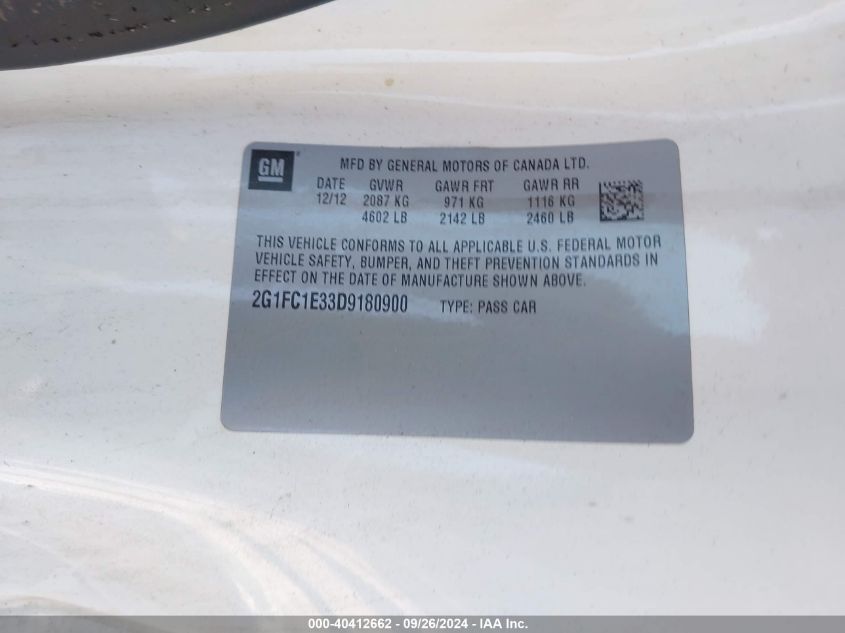 GM
MFD BY GENERAL MOTORS OF CANADA LTD.
DATE GVWR GAWR FRT GAWR RR
12/12 2087 KG 971 KG 1116 KG
4602 LB 2142 LB 2460 LB
THIS VEHICLE CONFORMS TO ALL APPLICABLE U.S. FEDERAL MOTOR
VEHICLE SAFETY, BUMPER, AND THEFT PREVENTION STANDARDS IN
EFFECT ON THE DATE OF MANUFACTURE SHOWN ABOVE.
2G1FC1E33D9180900 TYPE: PASS CAR
000-40412662 - 09/26/2024 - IAA Inc.